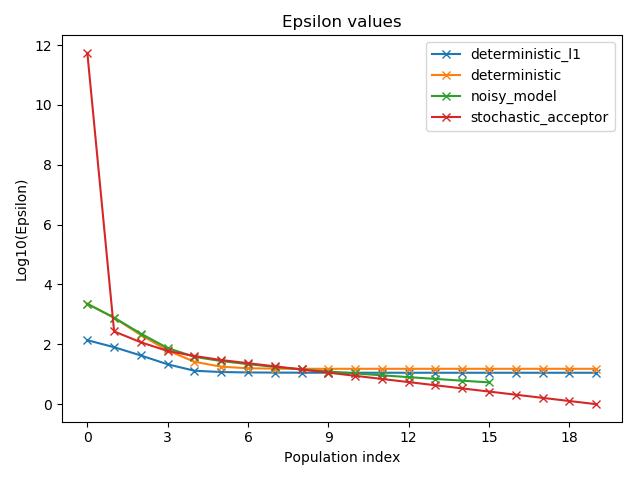 Epsilon values
deterministic_l1
deterministic
noisy_model
stochastic_acceptor
Log10(Epsilon)
12
10
8
6
4
2
0
0 3 6 9 12 15 18
Population index